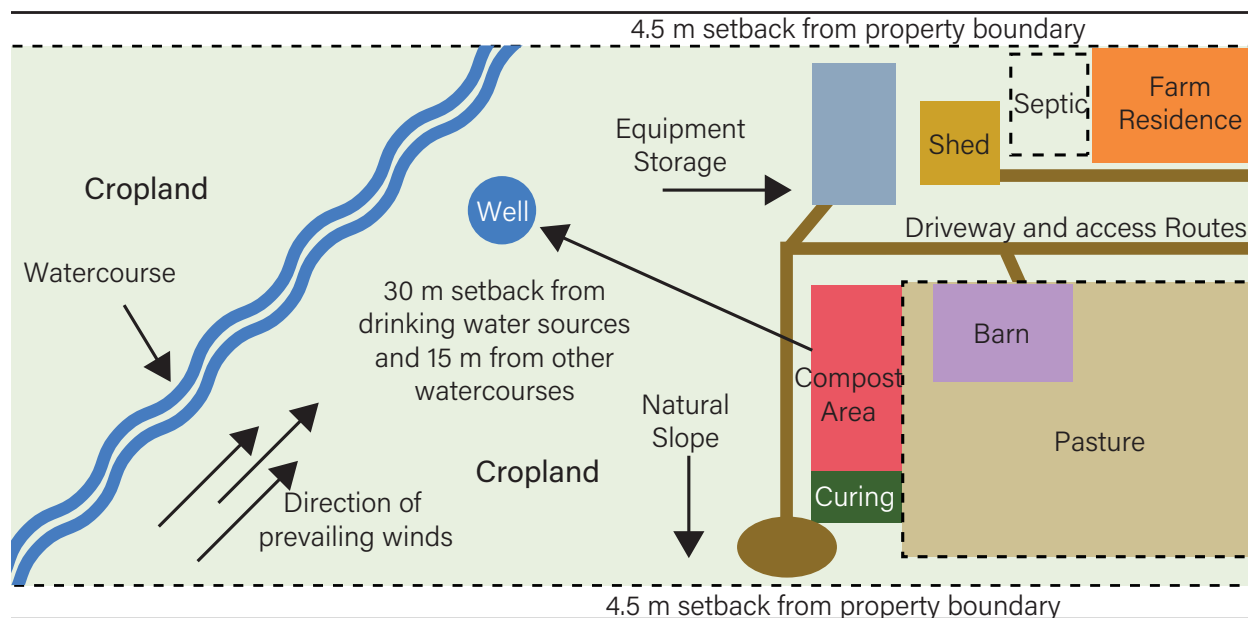 4.5 m setback from property boundary
Farm
Residence
Septic
Shed
Equipment
Storage
Cropland
Well
Driveway and access Routes
Watercourse
30 m setback from
drinking water sources
and 15 m from other
watercourses
Barn
Compost
Area
Natural
Slope
Pasture
Cropland
Curing
Direction of
prevailing winds
4.5 m setback from property boundary